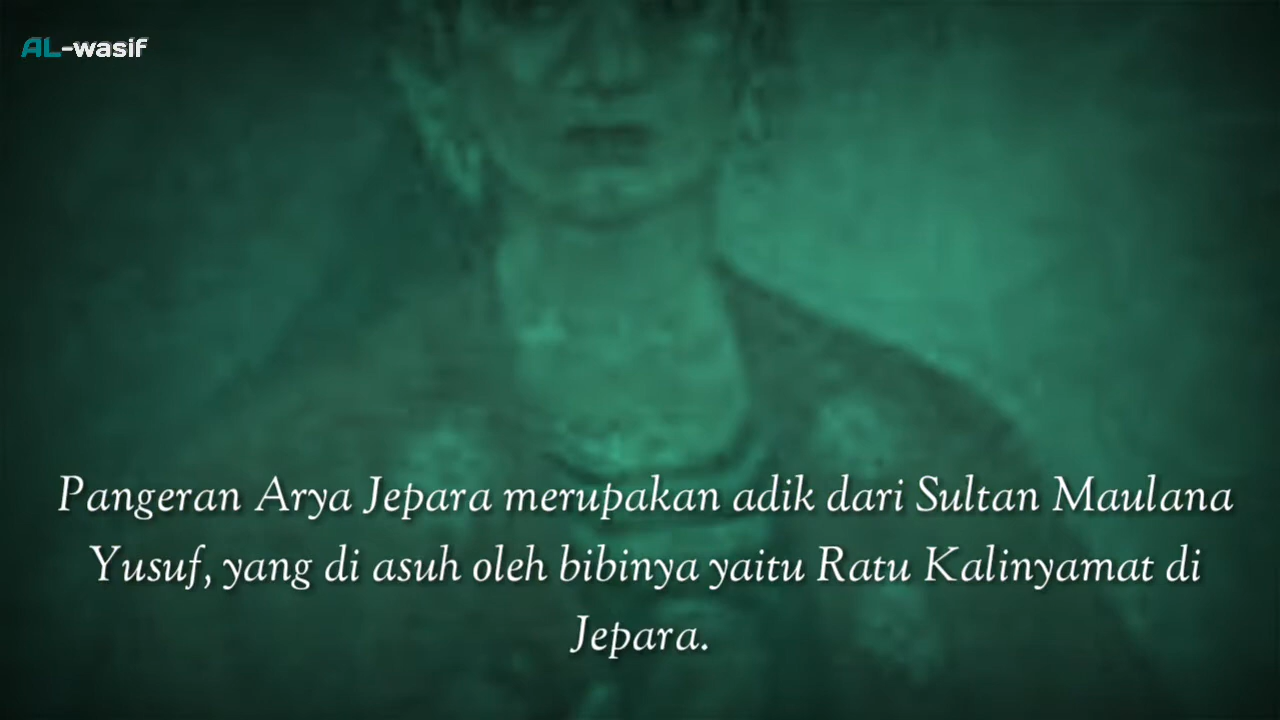 AL-wasif
Pangeran Arya Jepara merupakan adik dari Sultan Maulana
Yusuf, yang di asuh oleh bibinya yaitu Ratu Kalinyamat di
Jepara.